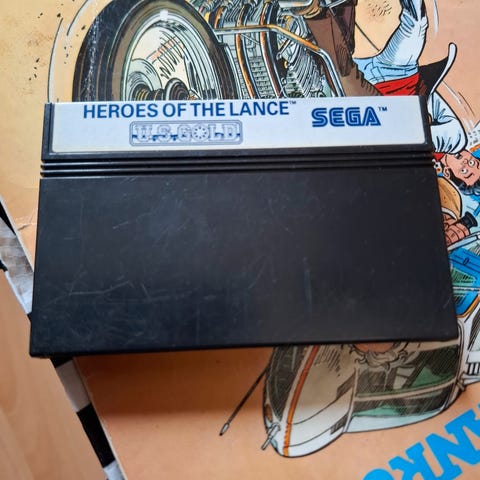 HEROES OF THE LANCE™ SEGA™
U.S. GOLD